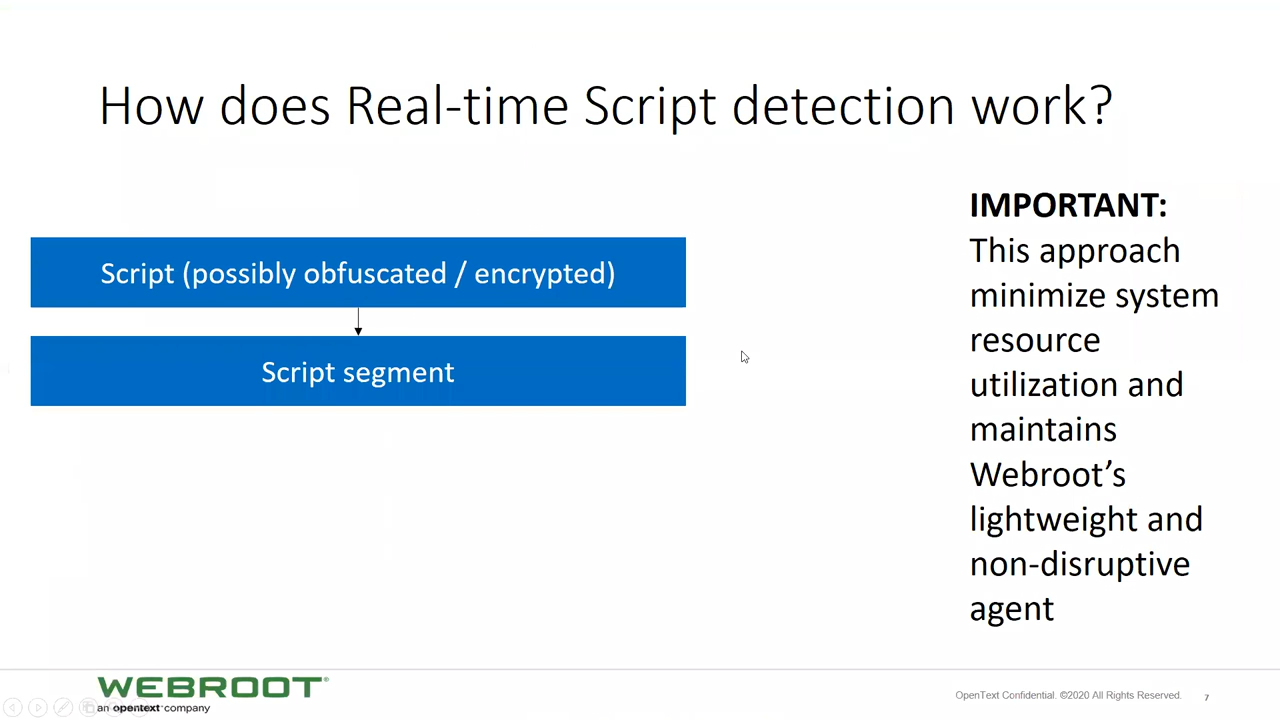 How does Real-time Script detection work?
Script (possibly obfuscated / encrypted)
Script segment
IMPORTANT:
This approach
minimize system
resource
utilization and
maintains
Webroot’s
lightweight and
non-disruptive
agent
WEBROOT®
an opentext™ company
OpenText Confidential. ©2020 All Rights Reserved.
7